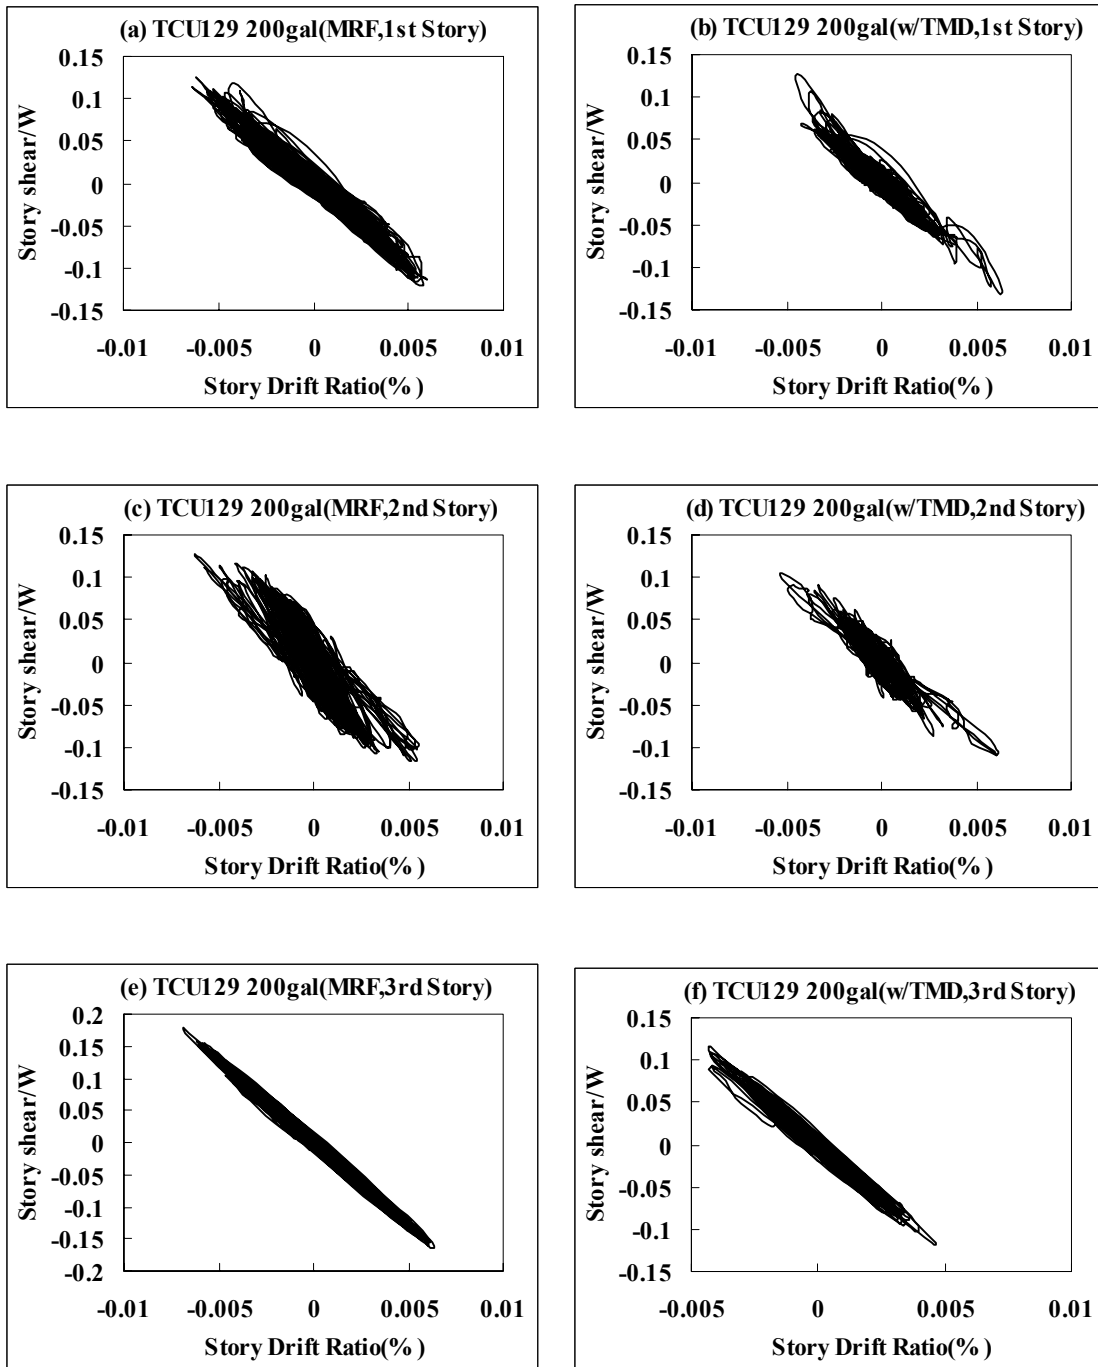 (a) TCU129 200gal(MRF,1st Story)
0.15
0.1
0.05
0
-0.05
-0.1
-0.15
Story shear/W
-0.01 -0.005 0 0.005 0.01
Story Drift Ratio(%)
(b) TCU129 200gal(w/TMD,1st Story)
0.15
0.1
0.05
0
-0.05
-0.1
-0.15
Story shear/W
-0.01 -0.005 0 0.005 0.01
Story Drift Ratio(%)
(c) TCU129 200gal(MRF,2nd Story)
0.15
0.1
0.05
0
-0.05
-0.1
-0.15
Story shear/W
-0.01 -0.005 0 0.005 0.01
Story Drift Ratio(%)
(d) TCU129 200gal(w/TMD,2nd Story)
0.15
0.1
0.05
0
-0.05
-0.1
-0.15
Story shear/W
-0.01 -0.005 0 0.005 0.01
Story Drift Ratio(%)
(e) TCU129 200gal(MRF,3rd Story)
0.2
0.15
0.1
0.05
0
-0.05
-0.1
-0.15
-0.2
Story shear/W
-0.01 -0.005 0 0.005 0.01
Story Drift Ratio(%)
(f) TCU129 200gal(w/TMD,3rd Story)
0.15
0.1
0.05
0
-0.05
-0.1
-0.15
Story shear/W
-0.005 0 0.005 0.01
Story Drift Ratio(%)